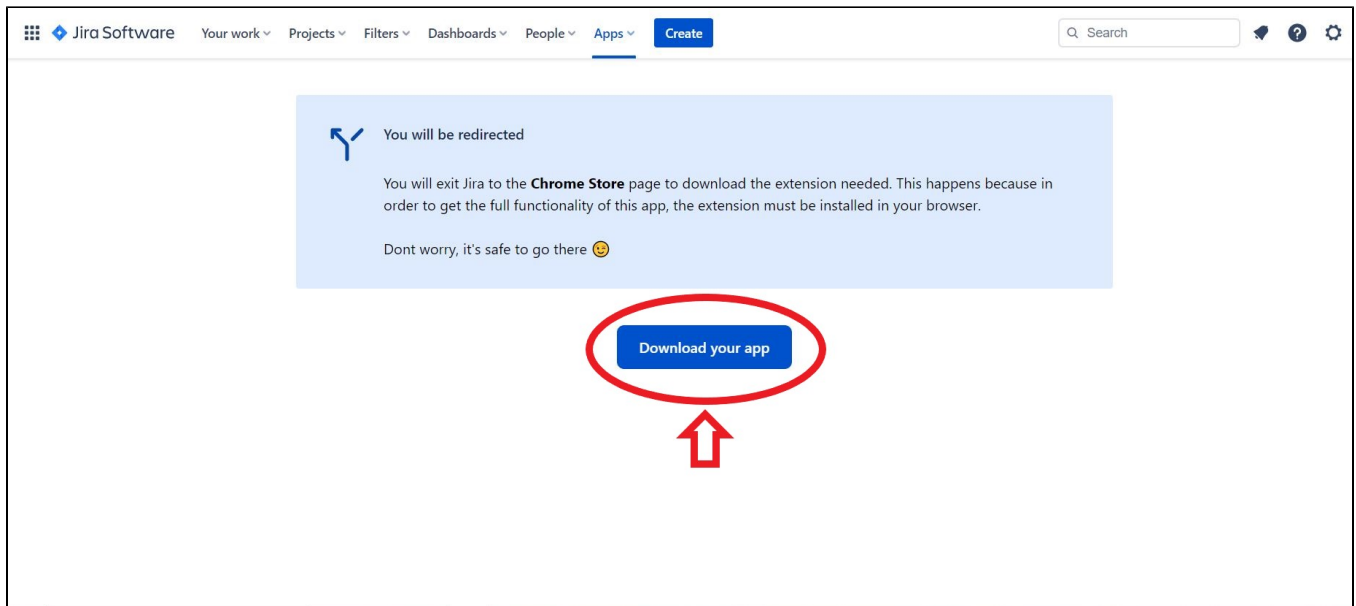 Jira Software Your work Projects Filters Dashboards People Apps Create Search
You will be redirected
You will exit Jira to the Chrome Store page to download the extension needed. This happens because in
order to get the full functionality of this app, the extension must be installed in your browser.
Dont worry, it's safe to go there 😉
Download your app